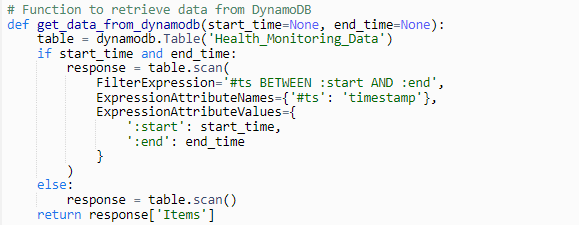 # Function to retrieve data from DynamoDB
def get_data_from_dynamodb(start_time=None, end_time=None):
    table = dynamodb.Table('Health_Monitoring_Data')
    if start_time and end_time:
        response = table.scan(
            FilterExpression='#ts BETWEEN :start AND :end',
            ExpressionAttributeNames={'#ts': 'timestamp'},
            ExpressionAttributeValues={
                ':start': start_time,
                ':end': end_time
            }
        )
    else:
        response = table.scan()
    return response['Items']